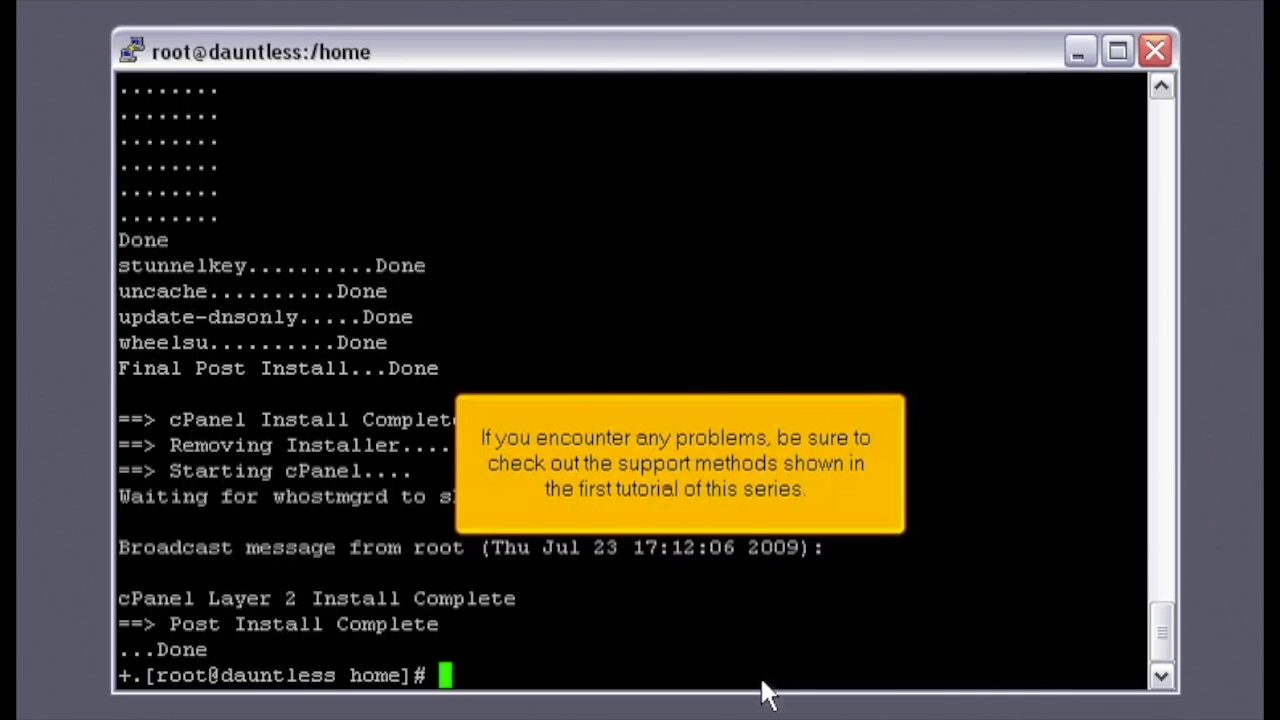 root@dauntless:/home
........
........
........
........
........
........
Done
stunnelkey..........Done
uncache..........Done
update-dnsonly.....Done
wheelsu..........Done
Final Post Install...Done
==> cPanel Install Complete
==> Removing Installer....
==> Starting cPanel....
Waiting for whostmgrd to
If you encounter any problems, be sure to
check out the support methods shown in
the first tutorial of this series.
Broadcast message from root (Thu Jul 23 17:12:06 2009):
cPanel Layer 2 Install Complete
==> Post Install Complete
...Done
+.[root@dauntless home]#